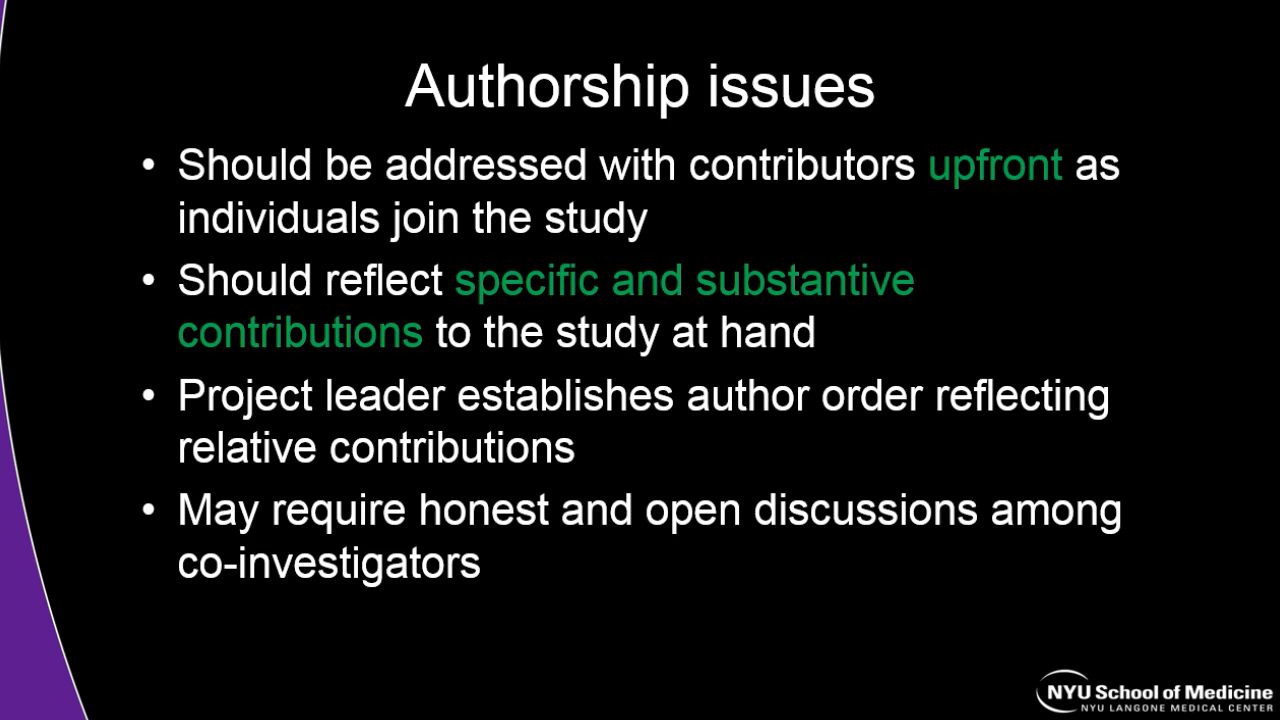 Authorship issues
• Should be addressed with contributors upfront as
individuals join the study
• Should reflect specific and substantive
contributions to the study at hand
• Project leader establishes author order reflecting
relative contributions
• May require honest and open discussions among
co-investigators
NYU School of Medicine
NYU LANGONE MEDICAL CENTER